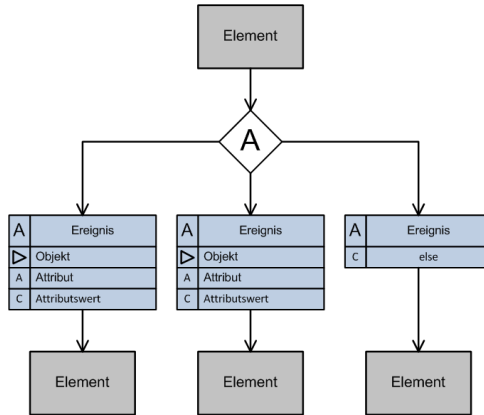 Element
A
A Ereignis
Objekt
A Attribut
C Attributswert
A Ereignis
Objekt
A Attribut
C Attributswert
A Ereignis
C else
Element
Element
Element